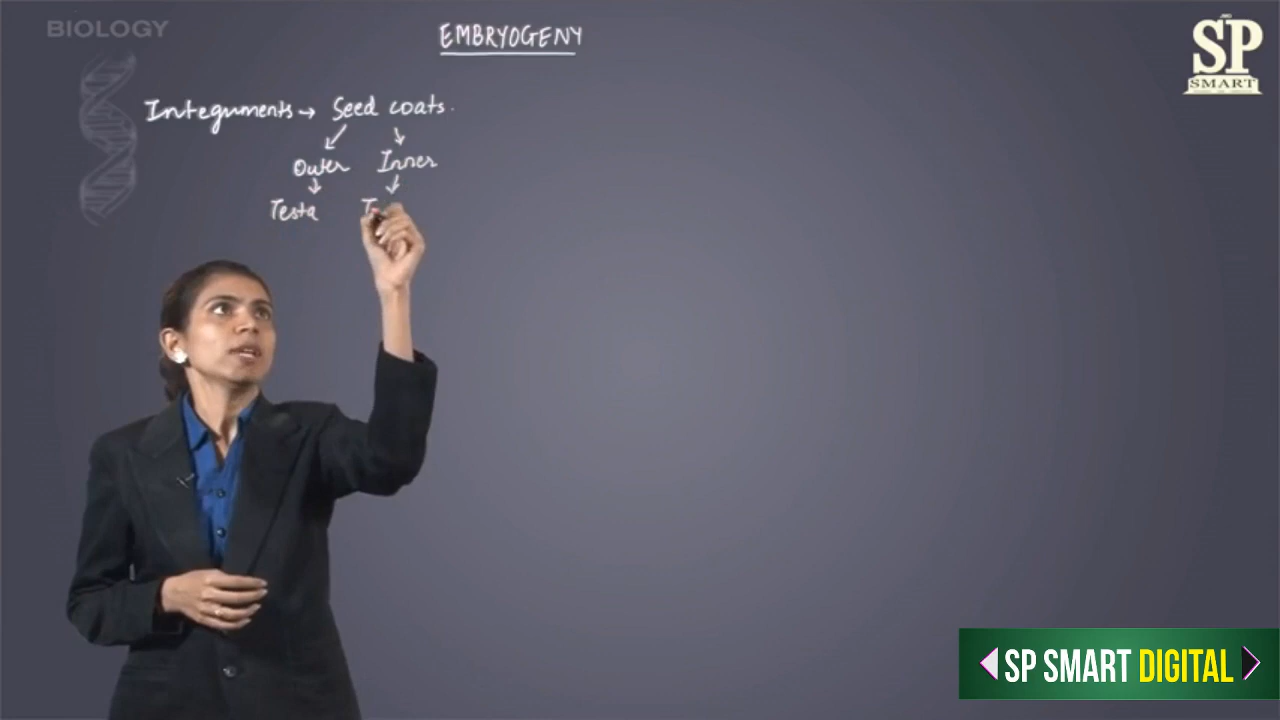 BIOLOGY
EMBRYOGENY
SP
SMART
Integuments → Seed coats.
Outer Inner
Testa
SP SMART DIGITAL